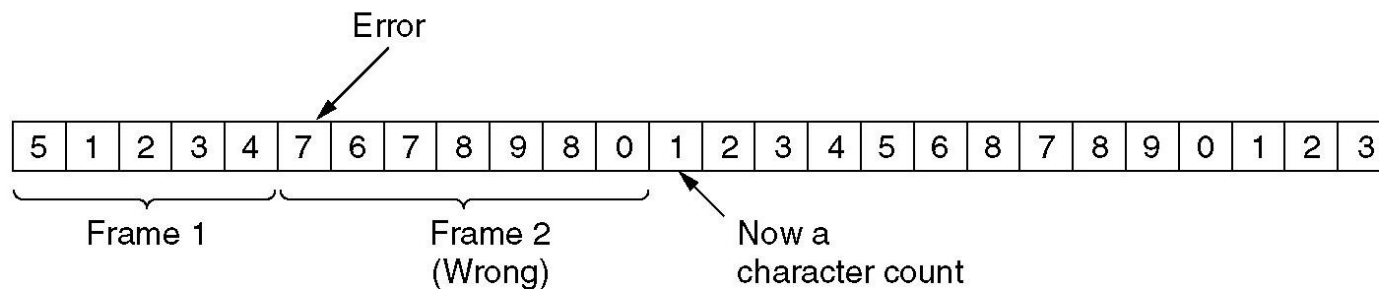 Error
5 1 2 3 4 7 6 7 8 9 8 0 1 2 3 4 5 6 8 7 8 9 0 1 2 3
Frame 1 Frame 2 Now a
(Wrong) character count